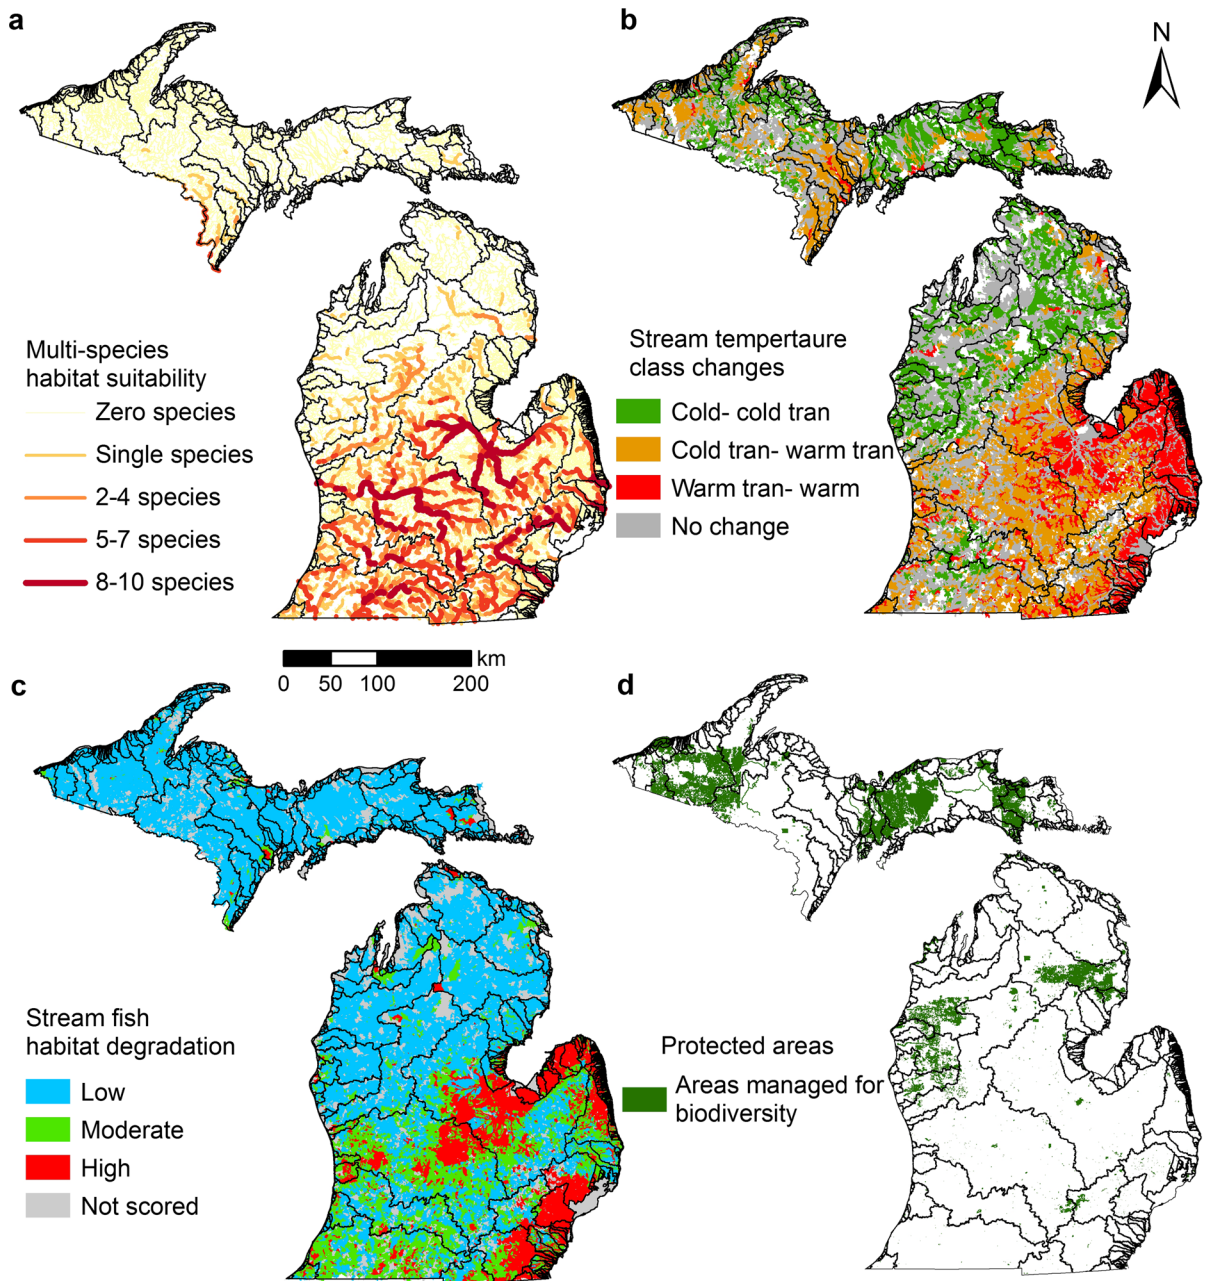 a
b
N
Multi-species
habitat suitability
Zero species
Single species
2-4 species
5-7 species
8-10 species
Stream tempertaure
class changes
Cold- cold tran
Cold tran- warm tran
Warm tran- warm
No change
km
0 50 100 200
c
d
Stream fish
habitat degradation
Low
Moderate
High
Not scored
Protected areas
Areas managed for
biodiversity